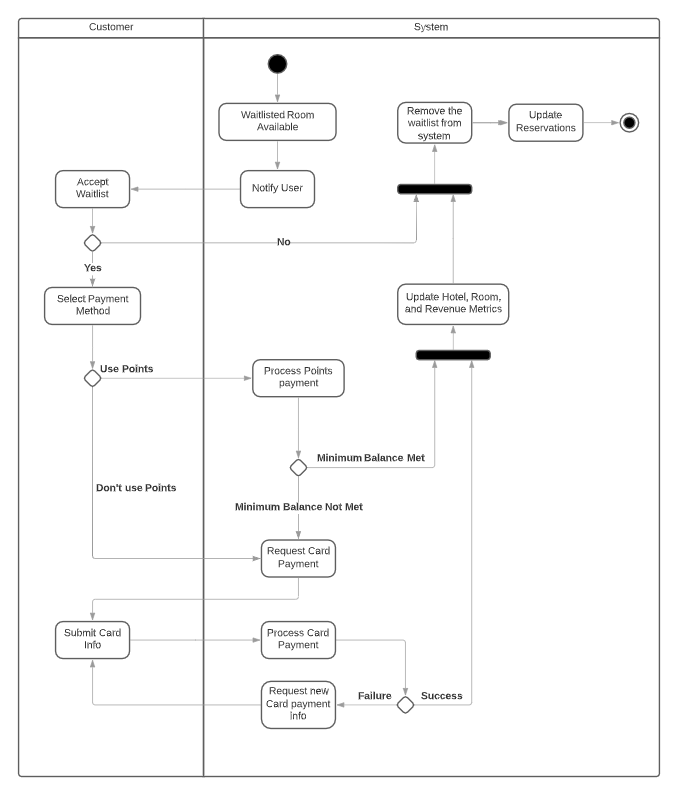 Customer
System
Waitlisted Room
Available
Remove the
waitlist from
system
Update
Reservations
Accept
Waitlist
Notify User
No
Yes
Select Payment
Method
Update Hotel, Room,
and Revenue Metrics
Use Points
Process Points
payment
Minimum Balance Met
Don't use Points
Minimum Balance Not Met
Request Card
Payment
Submit Card
Info
Process Card
Payment
Request new
Card payment
info
Failure
Success